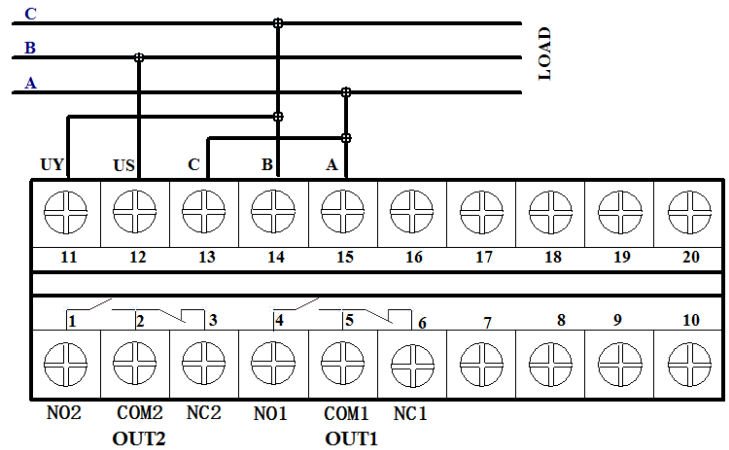 C
B
A
LOAD
UY US C B A
11 12 13 14 15 16 17 18 19 20
1 2 3 4 5 6 7 8 9 10
NO2 COM2 NC2 NO1 COM1 NC1
OUT2 OUT1